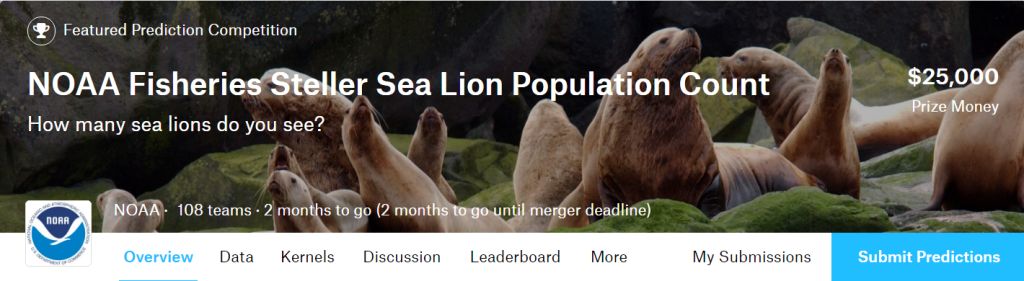 Featured Prediction Competition
NOAA Fisheries Steller Sea Lion Population Count
$25,000
How many sea lions do you see?
Prize Money
NOAA
NOAA · 108 teams · 2 months to go (2 months to go until merger deadline)
Overview Data Kernels Discussion Leaderboard More My Submissions Submit Predictions